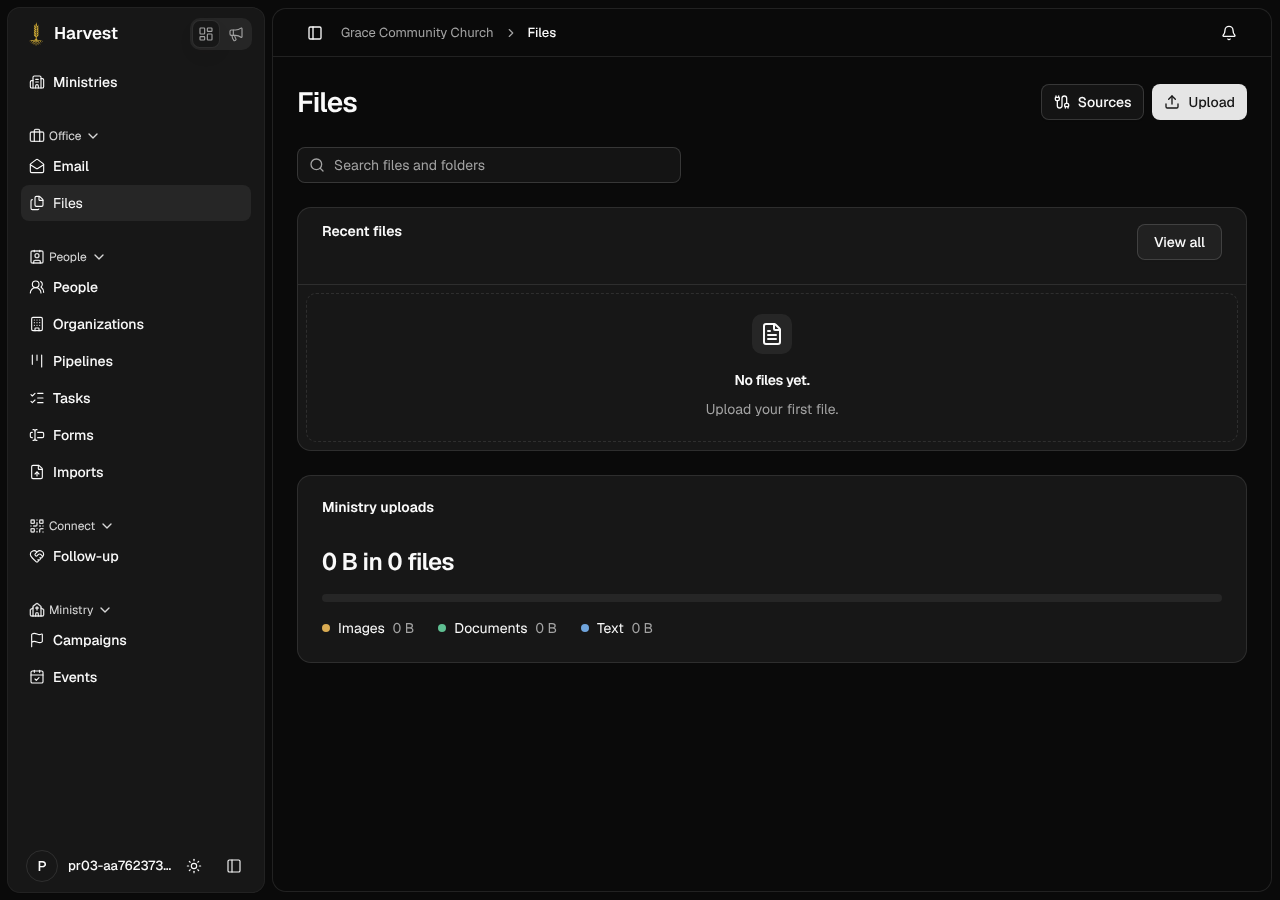 Harvest
Ministries
Office
Email
Files
People
People
Organizations
Pipelines
Tasks
Forms
Imports
Connect
Follow-up
Ministry
Campaigns
Events
P
pr03-aa762373…
Grace Community Church > Files
Files
Sources
Upload
Search files and folders
Recent files
View all
No files yet.
Upload your first file.
Ministry uploads
0 B in 0 files
Images 0 B Documents 0 B Text 0 B